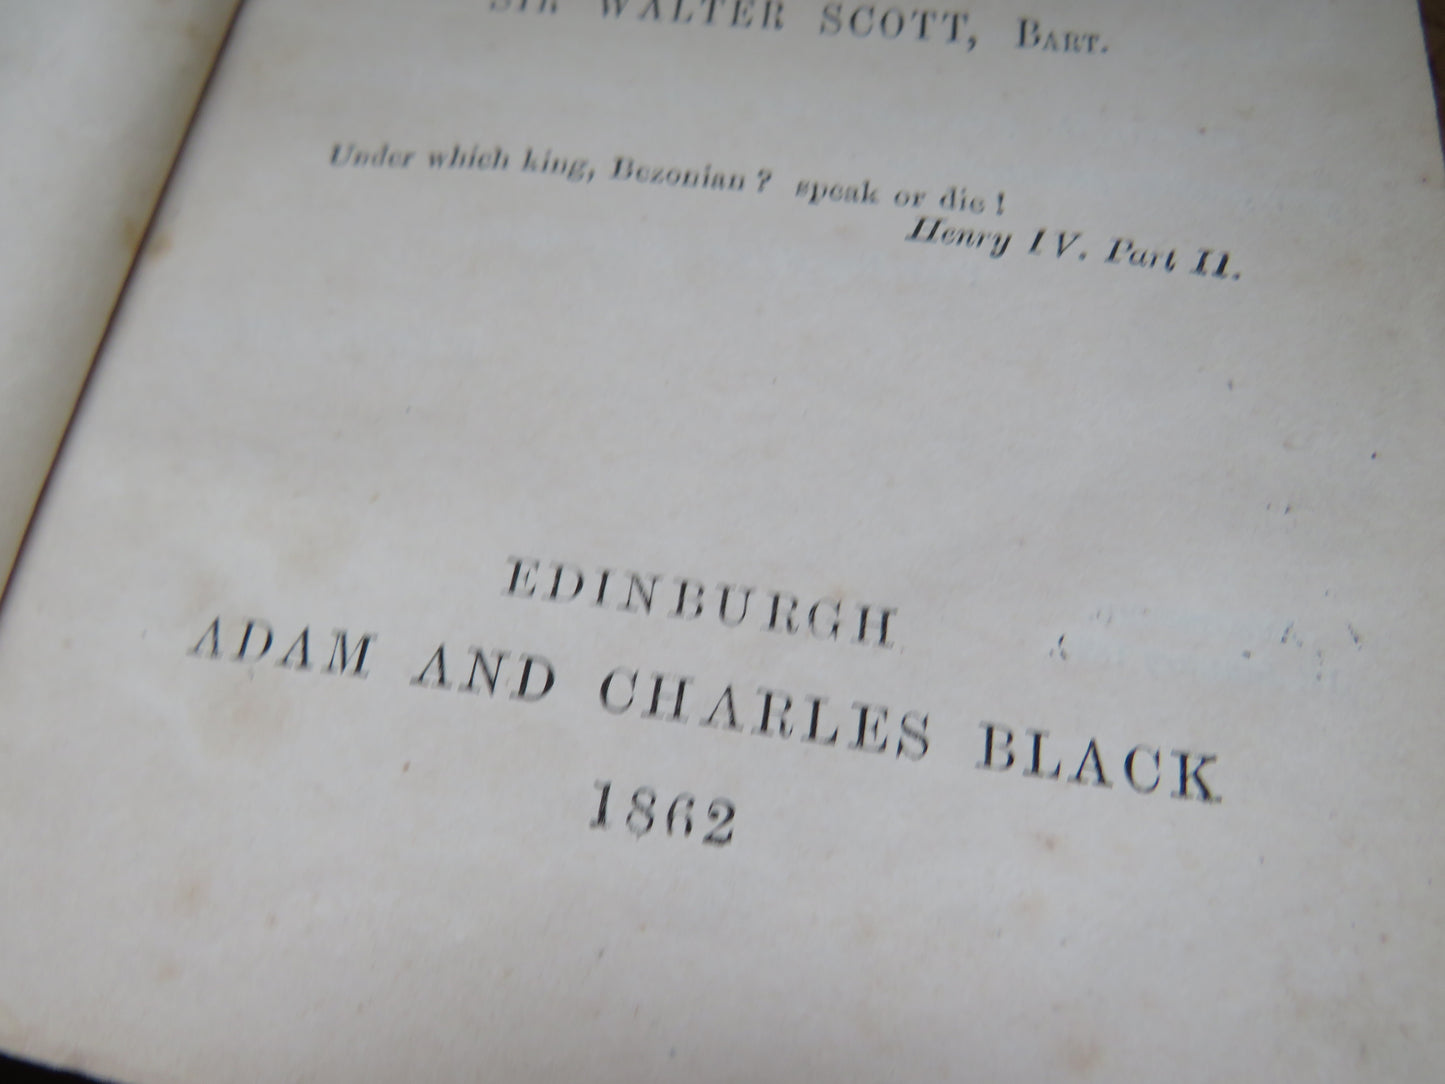 SIR WALTER SCOTT, BART.
Under which king, Bezonian? speak or die!
Henry IV. Part II.
EDINBURGH
ADAM AND CHARLES BLACK
1862